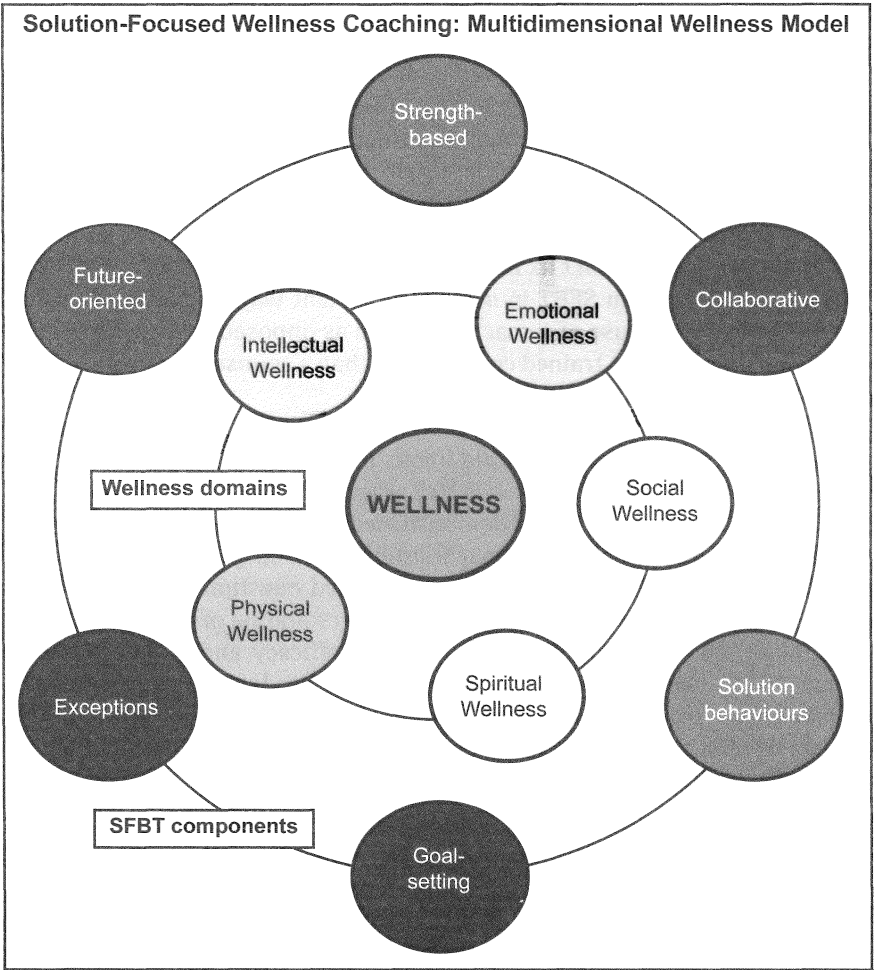 Solution-Focused Wellness Coaching: Multidimensional Wellness Model
Strength-
based
Future-
oriented
Collaborative
Emotional
Wellness
Intellectual
Wellness
Wellness domains
WELLNESS
Social
Wellness
Physical
Wellness
Spiritual
Wellness
Exceptions
Solution
behaviours
SFBT components
Goal-
setting